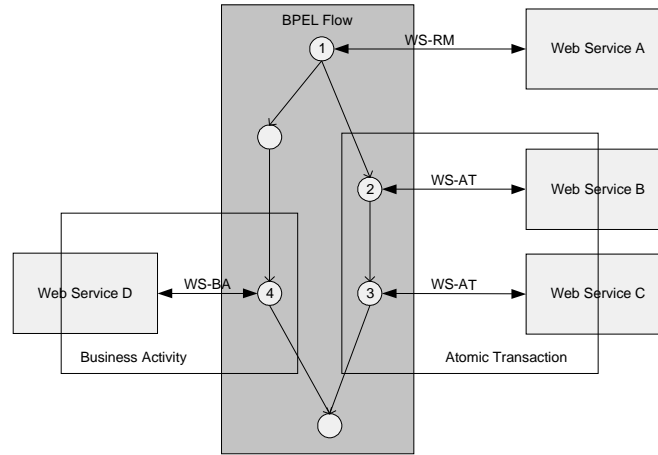 BPEL Flow
1
WS-RM
Web Service A
2
WS-AT
Web Service B
Web Service D
WS-BA
4
3
WS-AT
Web Service C
Business Activity
Atomic Transaction